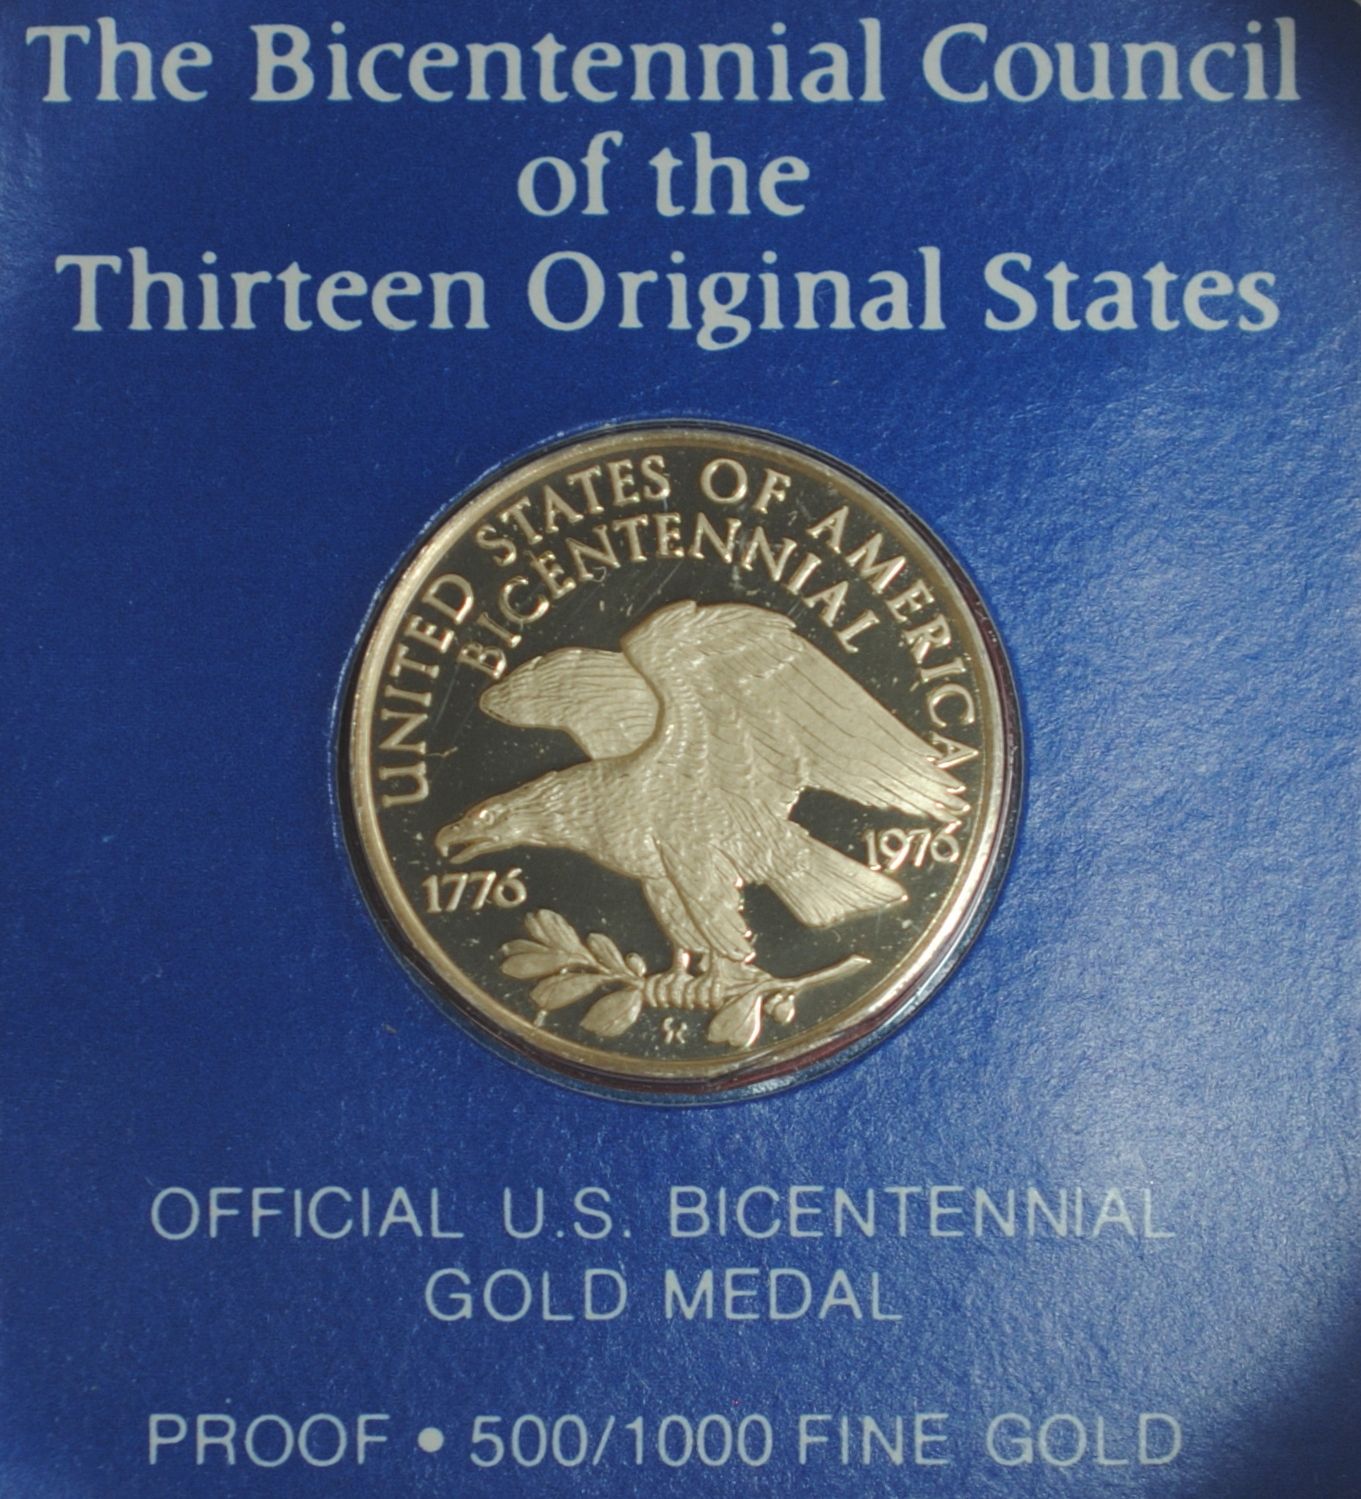 The Bicentennial Council
of the
Thirteen Original States
UNITED STATES OF AMERICA
BICENTENNIAL
1776
1976
OFFICIAL U.S. BICENTENNIAL
GOLD MEDAL
PROOF • 500/1000 FINE GOLD